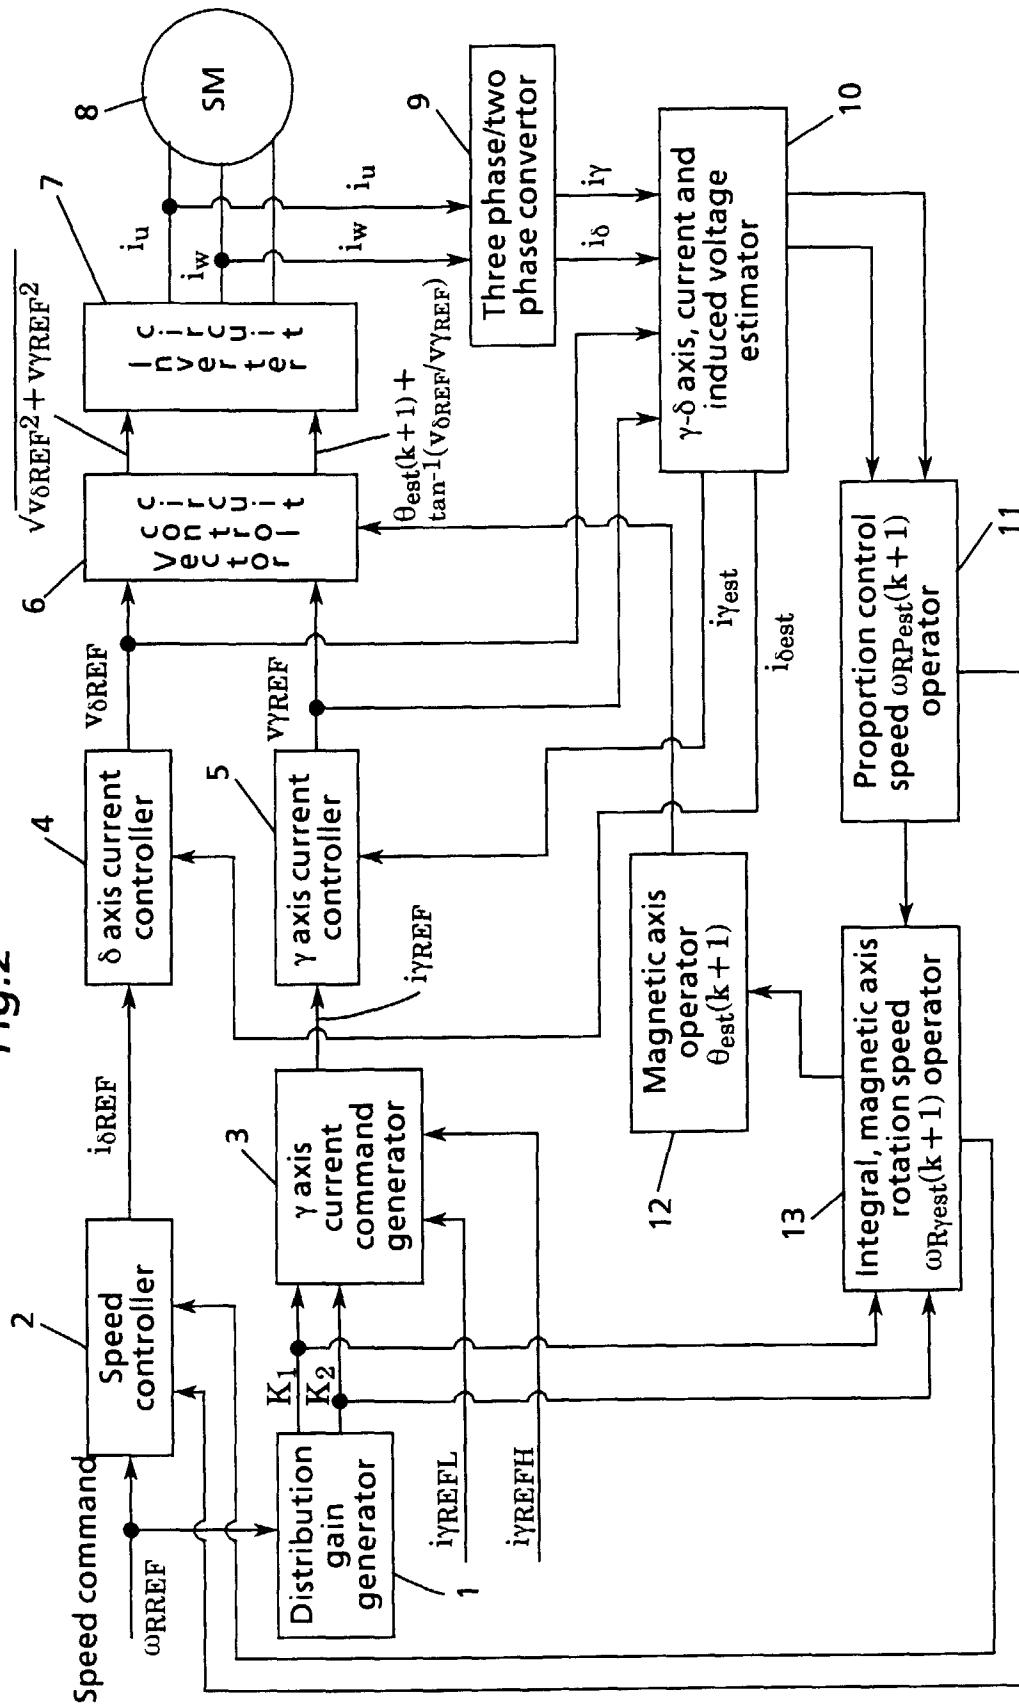 Fig.2
Speed command
ωRREF
2
Speed
controller
iδREF
4
δ axis current
controller
vδREF
6
Vector
control
circuit
√vδREF²+vγREF²
7
Inverter
circuit
iu
iw
8
SM
Distribution
gain
generator
1
K1
K2
iγREFL
iγREFH
3
γ axis
current
command
generator
iγREF
5
γ axis current
controller
vγREF
θest(k+1)+
tan-1(vδREF/vγREF)
iu
iw
9
Three phase/two
phase convertor
iγ
iδ
10
γ-δ axis, current and
induced voltage
estimator
iγest
iδest
12
Magnetic axis
operator
θest(k+1)
13
Integral, magnetic axis
rotation speed
ωRγest(k+1) operator
11
Proportion control
speed ωRPest(k+1)
operator